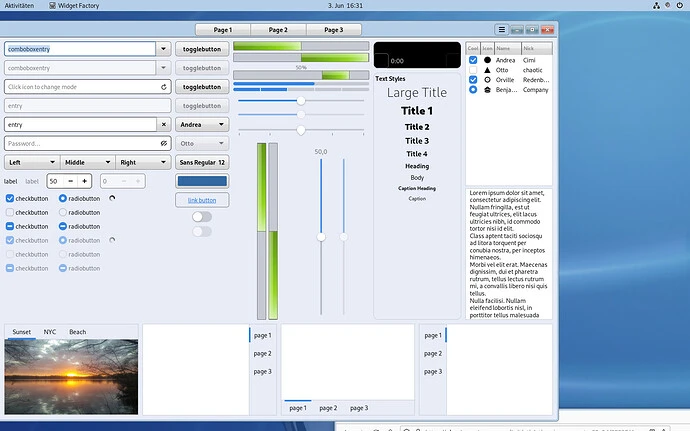 Aktivitäten
Widget Factory
3. Jun 16:31
Page 1
Page 2
Page 3
comboboxentry
togglebutton
comboboxentry
togglebutton
Click icon to change mode
togglebutton
entry
togglebutton
entry
Andrea
Password...
Otto
Left
Middle
Right
Sans Regular 12
label
label
50
0
checkbutton
radiobutton
link button
checkbutton
radiobutton
checkbutton
radiobutton
checkbutton
radiobutton
checkbutton
radiobutton
checkbutton
radiobutton
50 %
50,0
0:00
Text Styles
Large Title
Title 1
Title 2
Title 3
Title 4
Heading
Body
Caption Heading
Caption
Cool
Icon
Name
Nick
Andrea
Cimi
Otto
chaotic
Orville
Redenb...
Benja...
Company
Lorem ipsum dolor sit amet,
consectetur adipiscing elit.
Nullam fringilla, est ut
feugiat ultrices, elit lacus
ultricies nibh, id commodo
tortor nisi id elit.
Class aptent taciti sociosqu
ad litora torquent per
conubia nostra, per inceptos
himenaeos.
Morbi vel elit erat. Maecenas
dignissim, dui et pharetra
rutrum, tellus lectus rutrum
mi, a convallis libero nisi quis
tellus.
Nulla facilisi. Nullam
eleifend lobortis nisl, in
porttitor tellus malesuada
Sunset
NYC
Beach
page 1
page 2
page 3
page 1
page 2
page 3
page 1
page 2
page 3